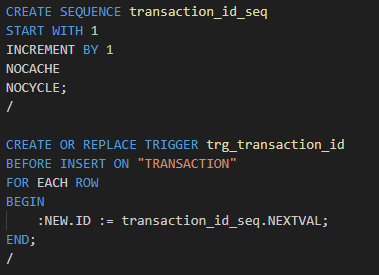 CREATE SEQUENCE transaction_id_seq
START WITH 1
INCREMENT BY 1
NOCACHE
NOCYCLE;
/
CREATE OR REPLACE TRIGGER trg_transaction_id
BEFORE INSERT ON "TRANSACTION"
FOR EACH ROW
BEGIN
    :NEW.ID := transaction_id_seq.NEXTVAL;
END;
/